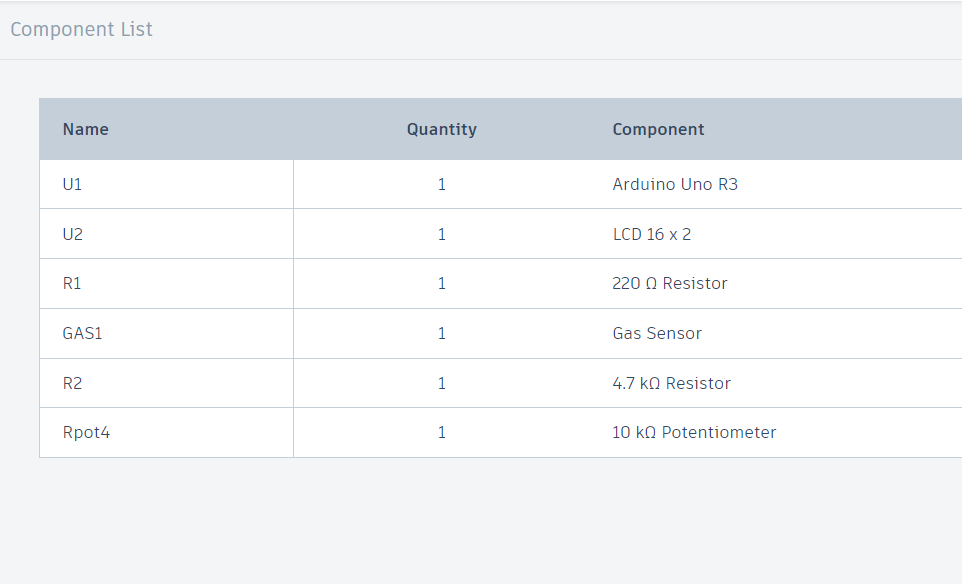 Component List
Name Quantity Component
U1 1 Arduino Uno R3
U2 1 LCD 16 x 2
R1 1 220 Ω Resistor
GAS1 1 Gas Sensor
R2 1 4.7 kΩ Resistor
Rpot4 1 10 kΩ Potentiometer